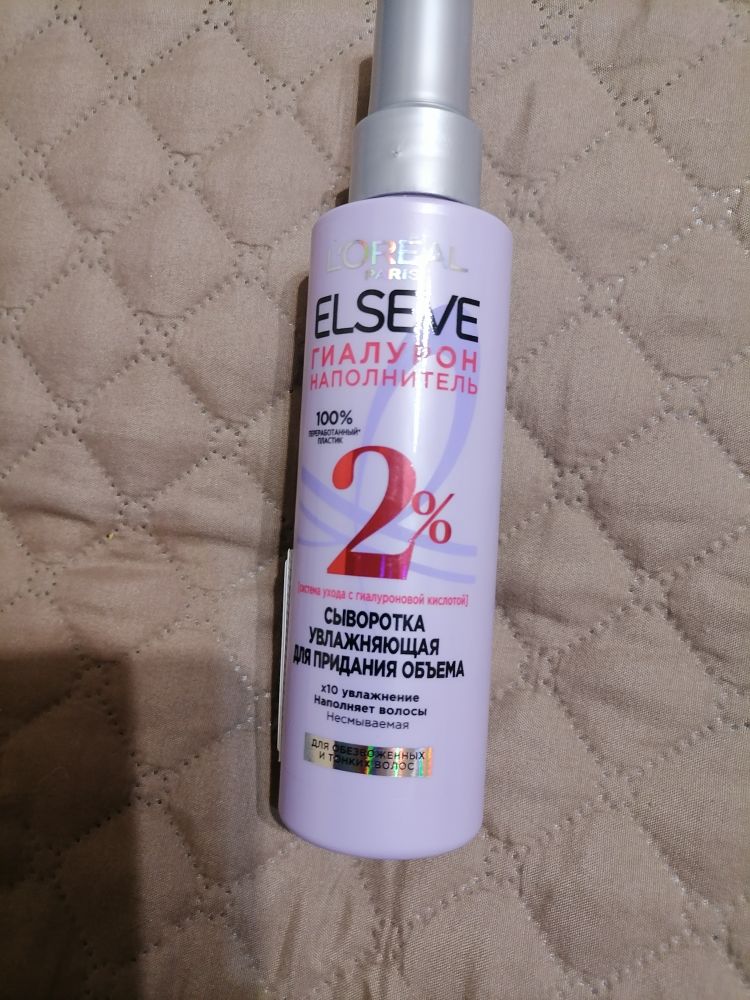 L'ORÉAL
PARIS
ELSEVE
ГИАЛУРОН
НАПОЛНИТЕЛЬ
100%
ПЕРЕРАБОТАННЫЙ*
ПЛАСТИК
2%
[система ухода с гиалуроновой кислотой]
СЫВОРОТКА
УВЛАЖНЯЮЩАЯ
ДЛЯ ПРИДАНИЯ ОБЪЕМА
x10 увлажнение
Наполняет волосы
Несмываемая
ДЛЯ ОБЕЗВОЖЕННЫХ
И ТОНКИХ ВОЛОС